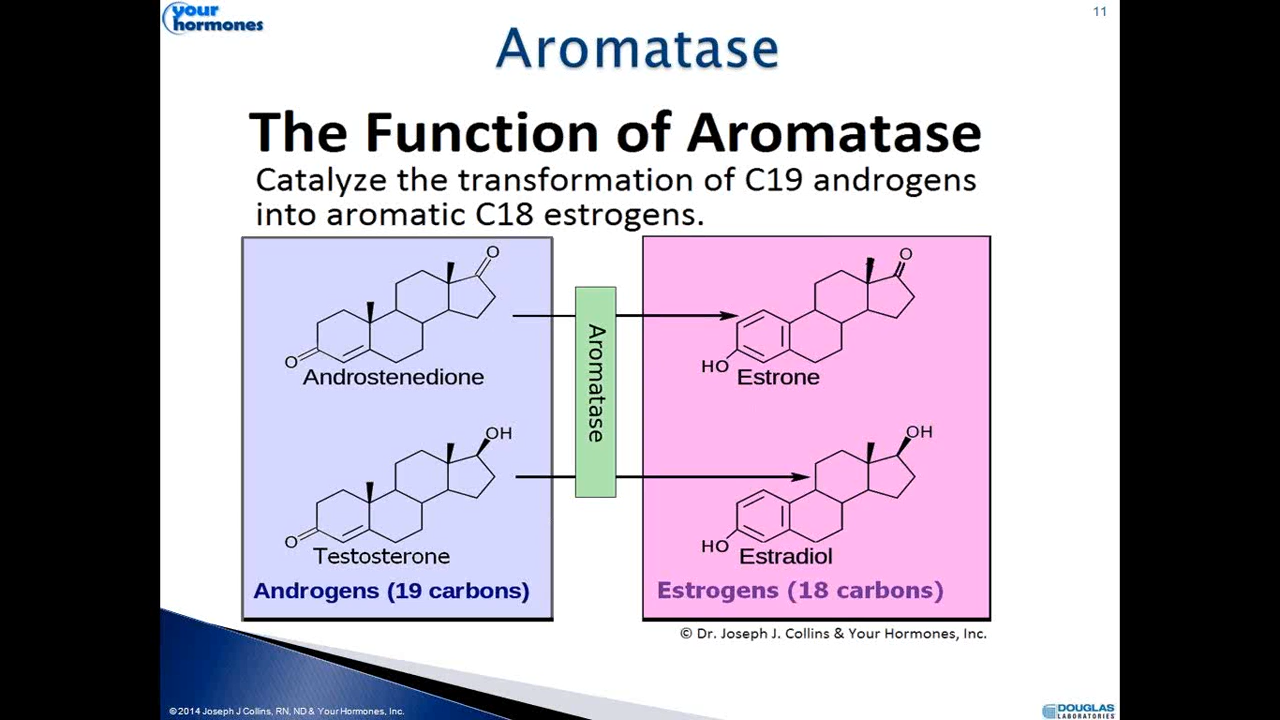 your
hormones
11
Aromatase
The Function of Aromatase
Catalyze the transformation of C19 androgens
into aromatic C18 estrogens.
O
O
Androstenedione
OH
O
Testosterone
Androgens (19 carbons)
Aromatase
O
HO
Estrone
OH
HO
Estradiol
Estrogens (18 carbons)
© Dr. Joseph J. Collins & Your Hormones, Inc.
©2014 Joseph J Collins, RN, ND & Your Hormones, Inc.
DOUGLAS
LABORATORIES